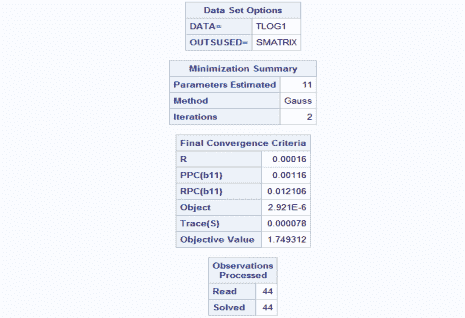 Data Set Options
DATA= TLOG1
OUTSUSED= SMATRIX
Minimization Summary
Parameters Estimated 11
Method Gauss
Iterations 2
Final Convergence Criteria
R 0.00016
PPC(b11) 0.00116
RPC(b11) 0.012106
Object 2.921E-6
Trace(S) 0.000078
Objective Value 1.749312
Observations
Processed
Read 44
Solved 44